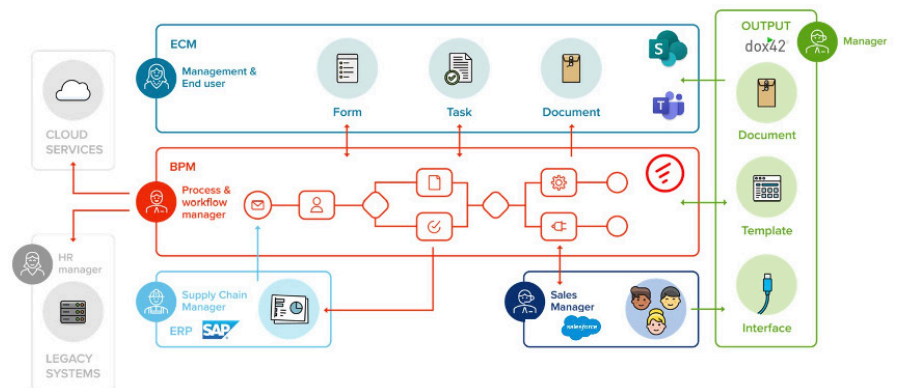 ECM
Management &
End user
Form
Task
Document
S
T
OUTPUT
dox42
Manager
Document
Template
Interface
CLOUD
SERVICES
BPM
Process &
workflow
manager
HR
manager
LEGACY
SYSTEMS
Supply Chain
Manager
ERP
SAP
Sales
Manager
salesforce